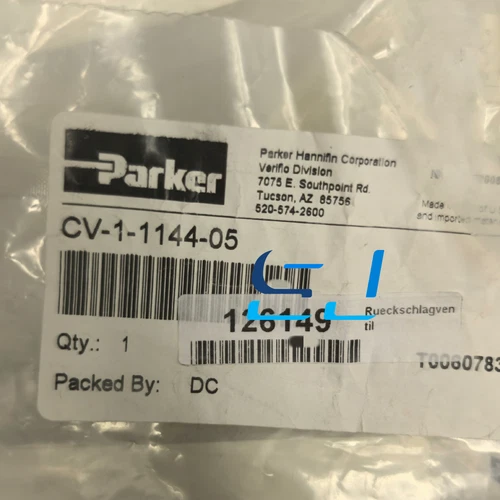 Parker
Parker Hannifin Corporation
Veriflo Division
7075 E. Southpoint Rd.
Tucson, AZ 85756
520-574-2600
Made
and imported
CV-1-1144-05
126149
Rueckschlagven
til
Qty.: 1
T0060783
Packed By: DC